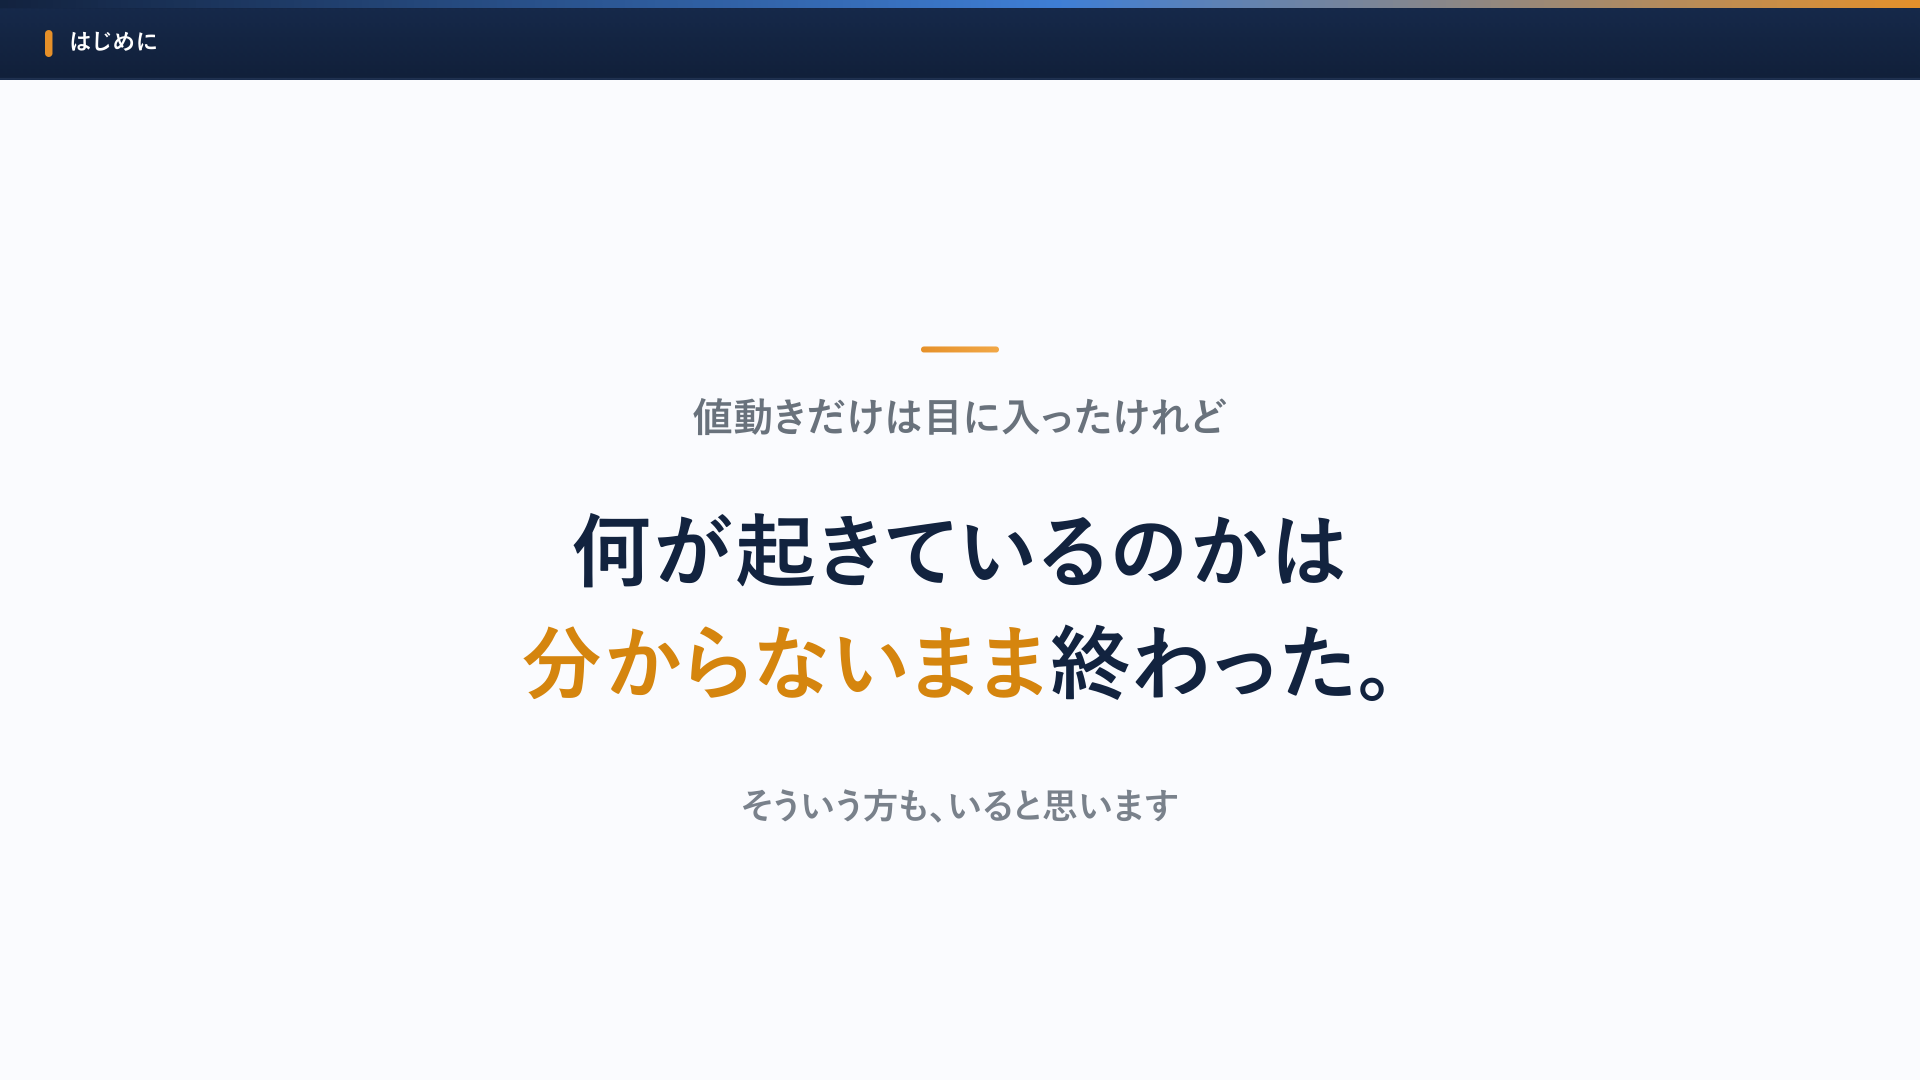 はじめに
値動きだけは目に入ったけれど
何が起きているのかは
分からないまま終わった。
そういう方も、いると思います